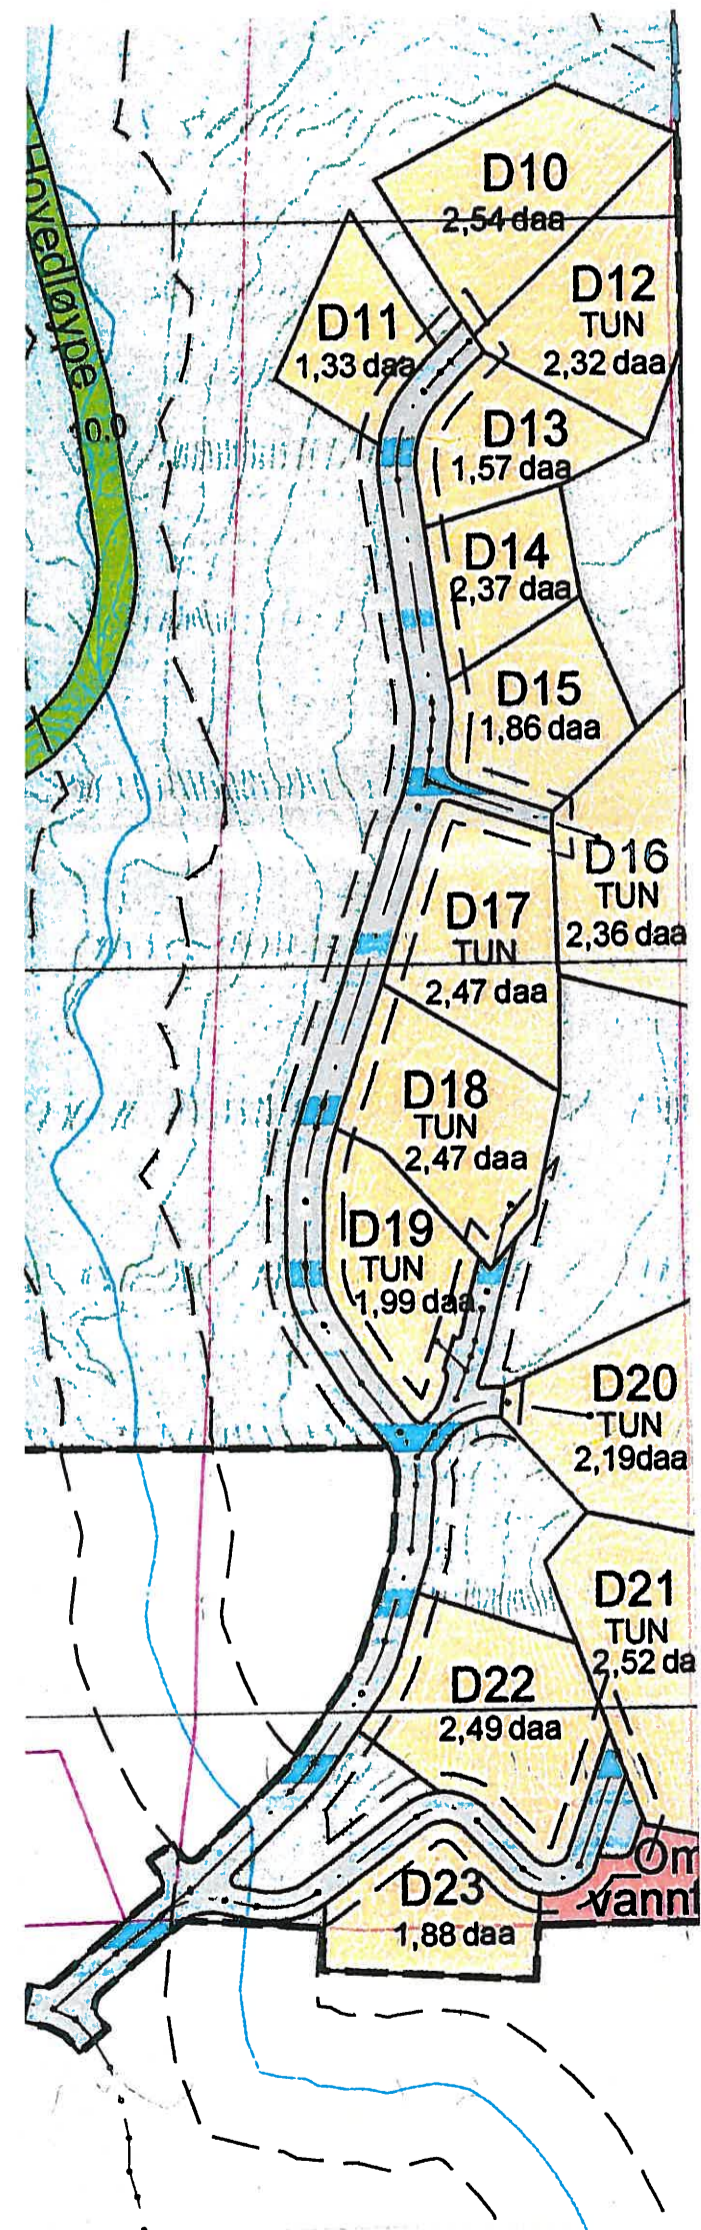 D10
2,54 daa
Hovedløype
10.0
D12
TUN
2,32 daa
D11
1,33 daa
D13
1,57 daa
D14
2,37 daa
D15
1,86 daa
D16
TUN
2,36 daa
D17
TUN
2,47 daa
D18
TUN
2,47 daa
D19
TUN
1,99 daa
D20
TUN
2,19daa
D21
TUN
2,52 da
D22
2,49 daa
Om
vannf
D23
1,88 daa